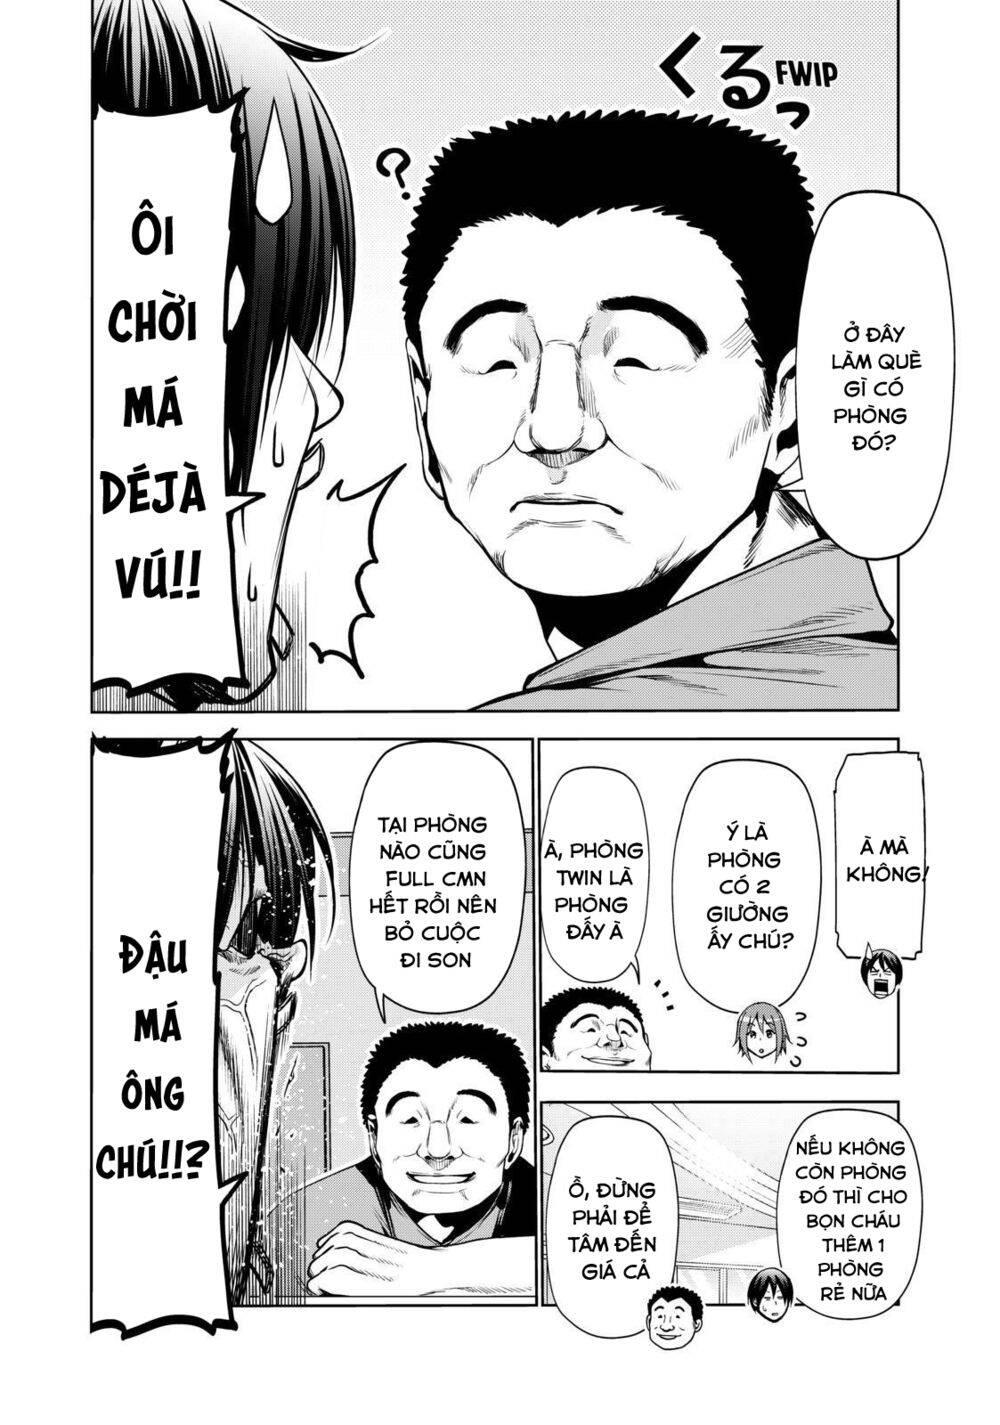 くるっ
FWIP
?
Ở ĐÂY
LÀM QUÈ
GÌ CÓ
PHÒNG
ĐÓ?
ÔI
CHỜI
MÁ
DÉJÀ
VÚ!!
À MÀ
KHÔNG!
Ý LÀ
PHÒNG
CÓ 2
GIƯỜNG
ẤY CHÚ?
À, PHÒNG
TWIN LÀ
PHÒNG
ĐẤY À
NẾU KHÔNG
CÒN PHÒNG
ĐÓ THÌ CHO
BỌN CHÁU
THÊM 1
PHÒNG
RẺ NỮA
Ồ, ĐỪNG
PHẢI ĐỂ
TÂM ĐẾN
GIÁ CẢ
TẠI PHÒNG
NÀO CŨNG
FULL CMN
HẾT RỒI NÊN
BỎ CUỘC
ĐI SON
ĐẬU
MÁ
ÔNG
CHÚ!!?